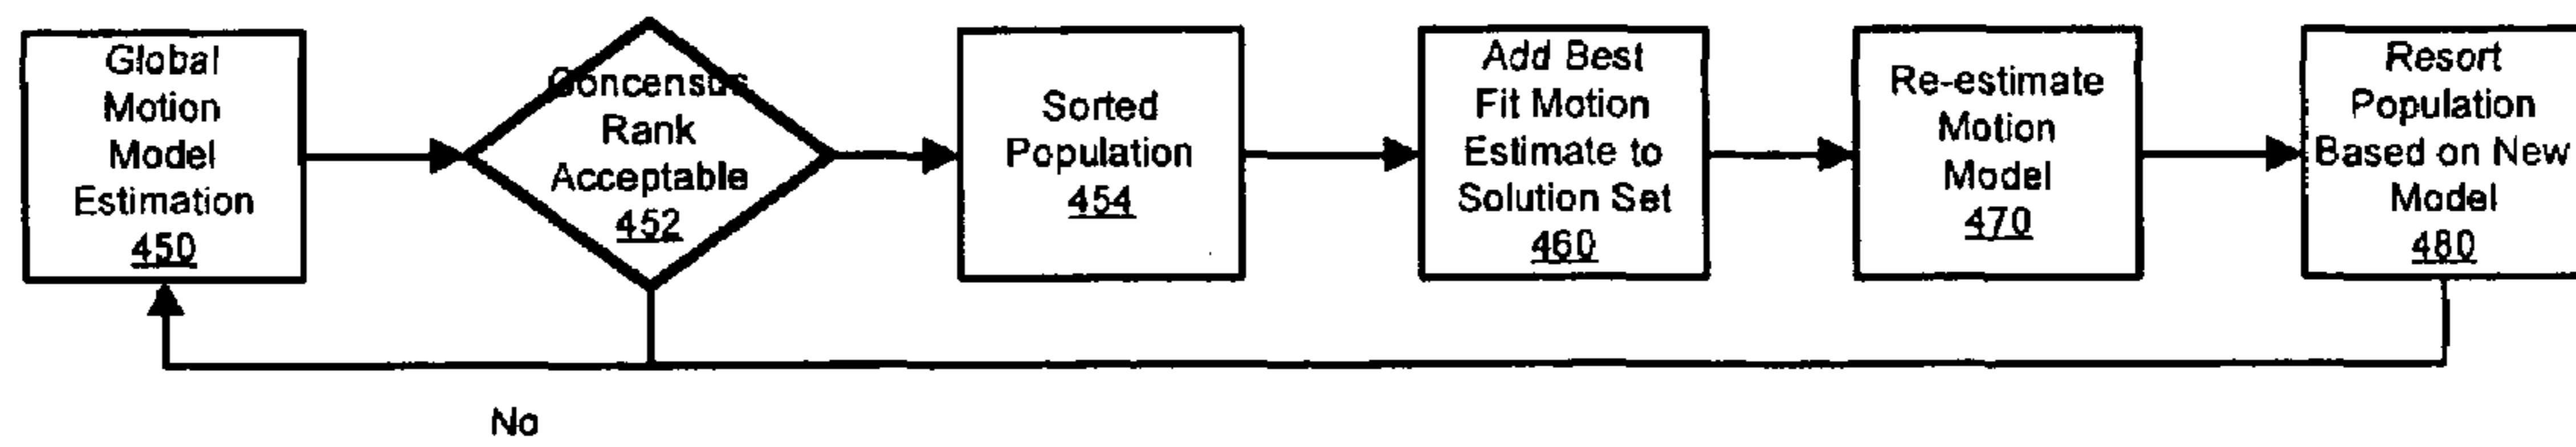 Global
Motion
Model
Estimation
450
Concensus
Rank
Acceptable
452
Sorted
Population
454
Add Best
Fit Motion
Estimate to
Solution Set
460
Re-estimate
Motion
Model
470
Resort
Population
Based on New
Model
480
No